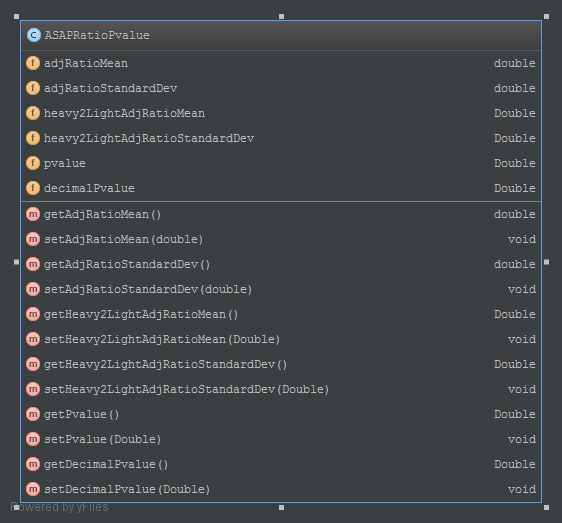 C ASAPRatioPvalue
f adjRatioMean double
f adjRatioStandardDev double
f heavy2LightAdjRatioMean Double
f heavy2LightAdjRatioStandardDev Double
f pvalue Double
f decimalPvalue Double
m getAdjRatioMean() double
m setAdjRatioMean(double) void
m getAdjRatioStandardDev() double
m setAdjRatioStandardDev(double) void
m getHeavy2LightAdjRatioMean() Double
m setHeavy2LightAdjRatioMean(Double) void
m getHeavy2LightAdjRatioStandardDev() Double
m setHeavy2LightAdjRatioStandardDev(Double) void
m getPvalue() Double
m setPvalue(Double) void
m getDecimalPvalue() Double
m setDecimalPvalue(Double) void
Powered by yFiles